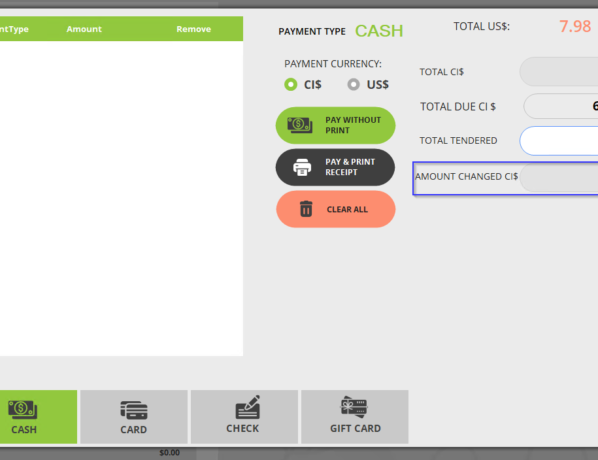 ntType Amount Remove
PAYMENT TYPE CASH
TOTAL US$: 7.98
PAYMENT CURRENCY:
CI$ US$
TOTAL CI$
TOTAL DUE CI $ 6
PAY WITHOUT
PRINT
TOTAL TENDERED
PAY & PRINT
RECEIPT
AMOUNT CHANGED CI$
CLEAR ALL
CASH CARD CHECK GIFT CARD
$0.00